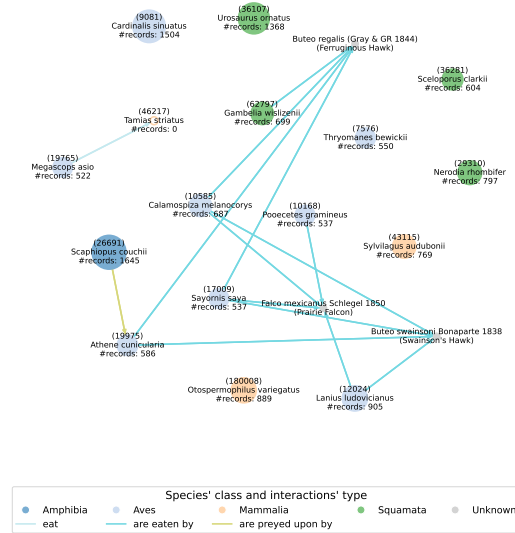 (9081)
Cardinalis sinuatus
#records: 1504
(36107)
Urosaurus ornatus
#records: 1368
Buteo regalis (Gray & GR 1844)
(Ferruginous Hawk)
(36281)
Sceloporus clarkii
#records: 604
(46217)
Tamias striatus
#records: 0
(62797)
Gambelia wislizenii
#records: 699
(7576)
Thryomanes bewickii
#records: 550
(19765)
Megascops asio
#records: 522
(29310)
Nerodia rhombifer
#records: 797
(10585)
Calamospiza melanocorys
#records: 687
(10168)
Pooecetes gramineus
#records: 537
(26691)
Scaphiopus couchii
#records: 1645
(43115)
Sylvilagus audubonii
#records: 769
(17009)
Sayornis saya
#records: 537
Falco mexicanus Schlegel 1850
(Prairie Falcon)
(19975)
Athene cunicularia
#records: 586
Buteo swainsoni Bonaparte 1838
(Swainson's Hawk)
(180008)
Otospermophilus variegatus
#records: 889
(12024)
Lanius ludovicianus
#records: 905
Species' class and interactions' type
Amphibia Aves Mammalia Squamata Unknown
eat are eaten by are preyed upon by